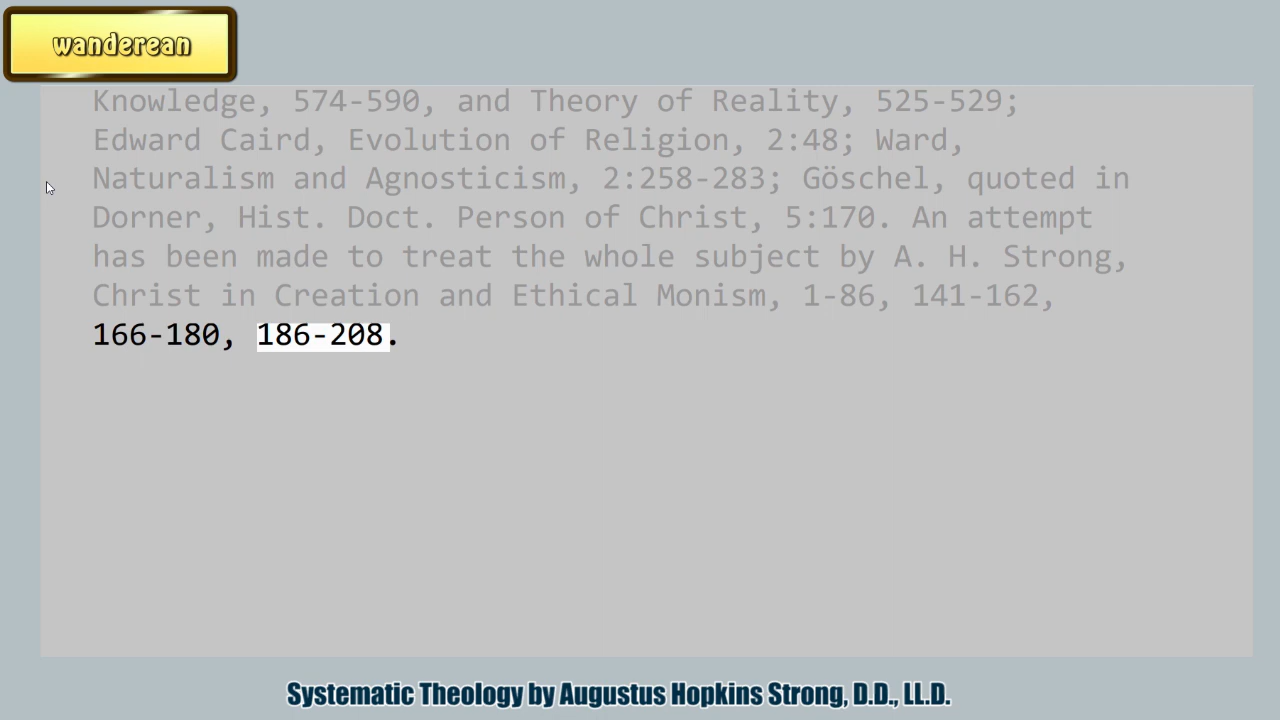 wanderean
Knowledge, 574-590, and Theory of Reality, 525-529;
Edward Caird, Evolution of Religion, 2:48; Ward,
Naturalism and Agnosticism, 2:258-283; Göschel, quoted in
Dorner, Hist. Doct. Person of Christ, 5:170. An attempt
has been made to treat the whole subject by A. H. Strong,
Christ in Creation and Ethical Monism, 1-86, 141-162,
166-180, 186-208.
Systematic Theology by Augustus Hopkins Strong, D.D., LL.D.